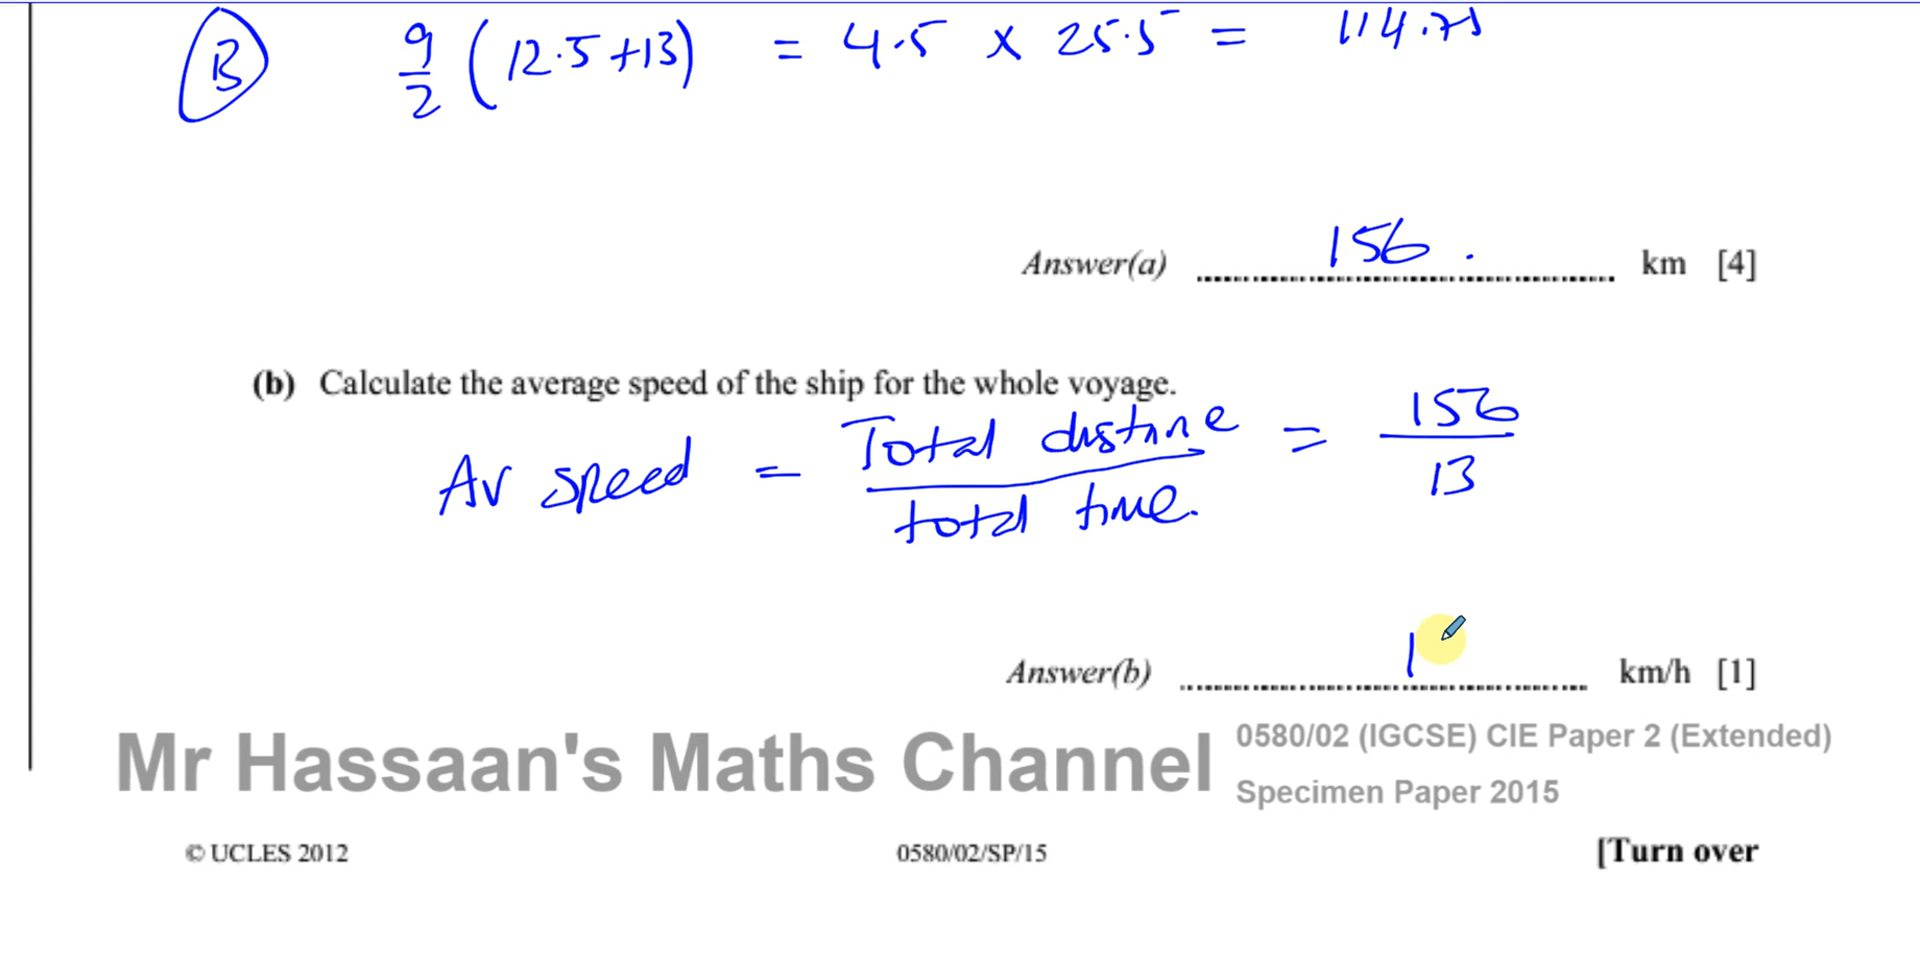 B 9/2 (12.5+13) = 4.5 × 25.5 = 114.75
Answer(a) 156. km [4]
(b) Calculate the average speed of the ship for the whole voyage.
Av speed = Total distance / total time. = 156 / 13
Answer(b) 1 km/h [1]
Mr Hassaan's Maths Channel
0580/02 (IGCSE) CIE Paper 2 (Extended)
Specimen Paper 2015
© UCLES 2012
0580/02/SP/15
[Turn over